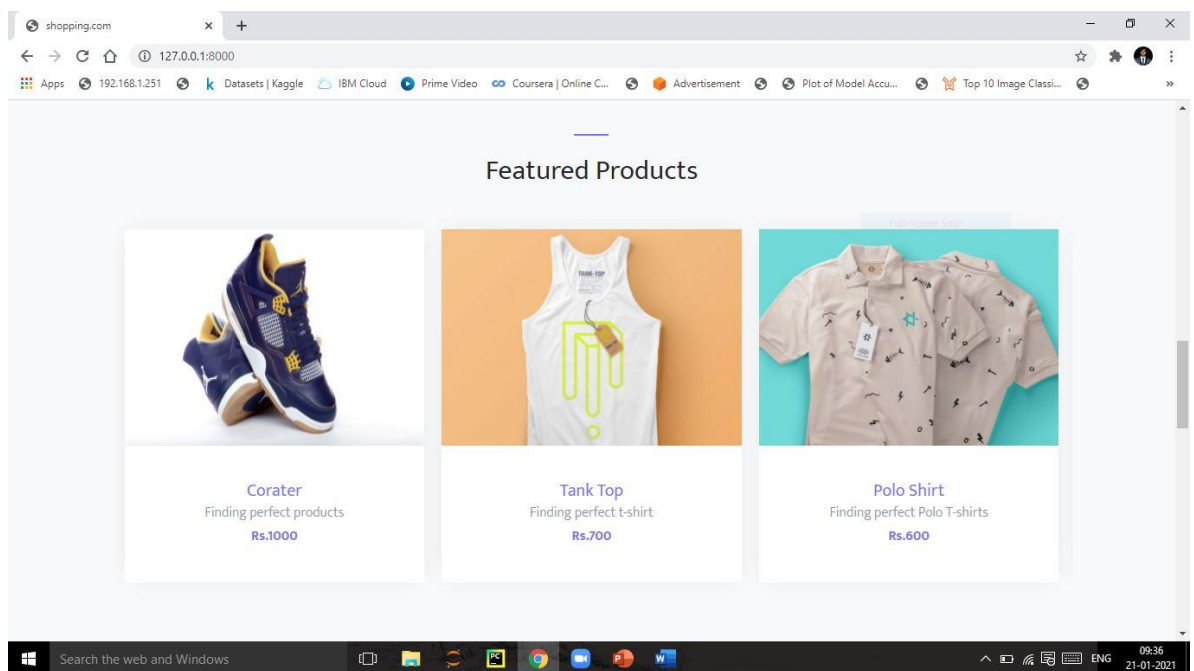 shopping.com
127.0.0.1:8000
Apps 192.168.1.251 Datasets | Kaggle IBM Cloud Prime Video Coursera | Online C... Advertisement Plot of Model Accu... Top 10 Image Classi... »
Featured Products
Full-screen Snip
TANK-TOP
Corater
Finding perfect products
Rs.1000
Tank Top
Finding perfect t-shirt
Rs.700
Polo Shirt
Finding perfect Polo T-shirts
Rs.600
Search the web and Windows
ENG
09:36
21-01-2021